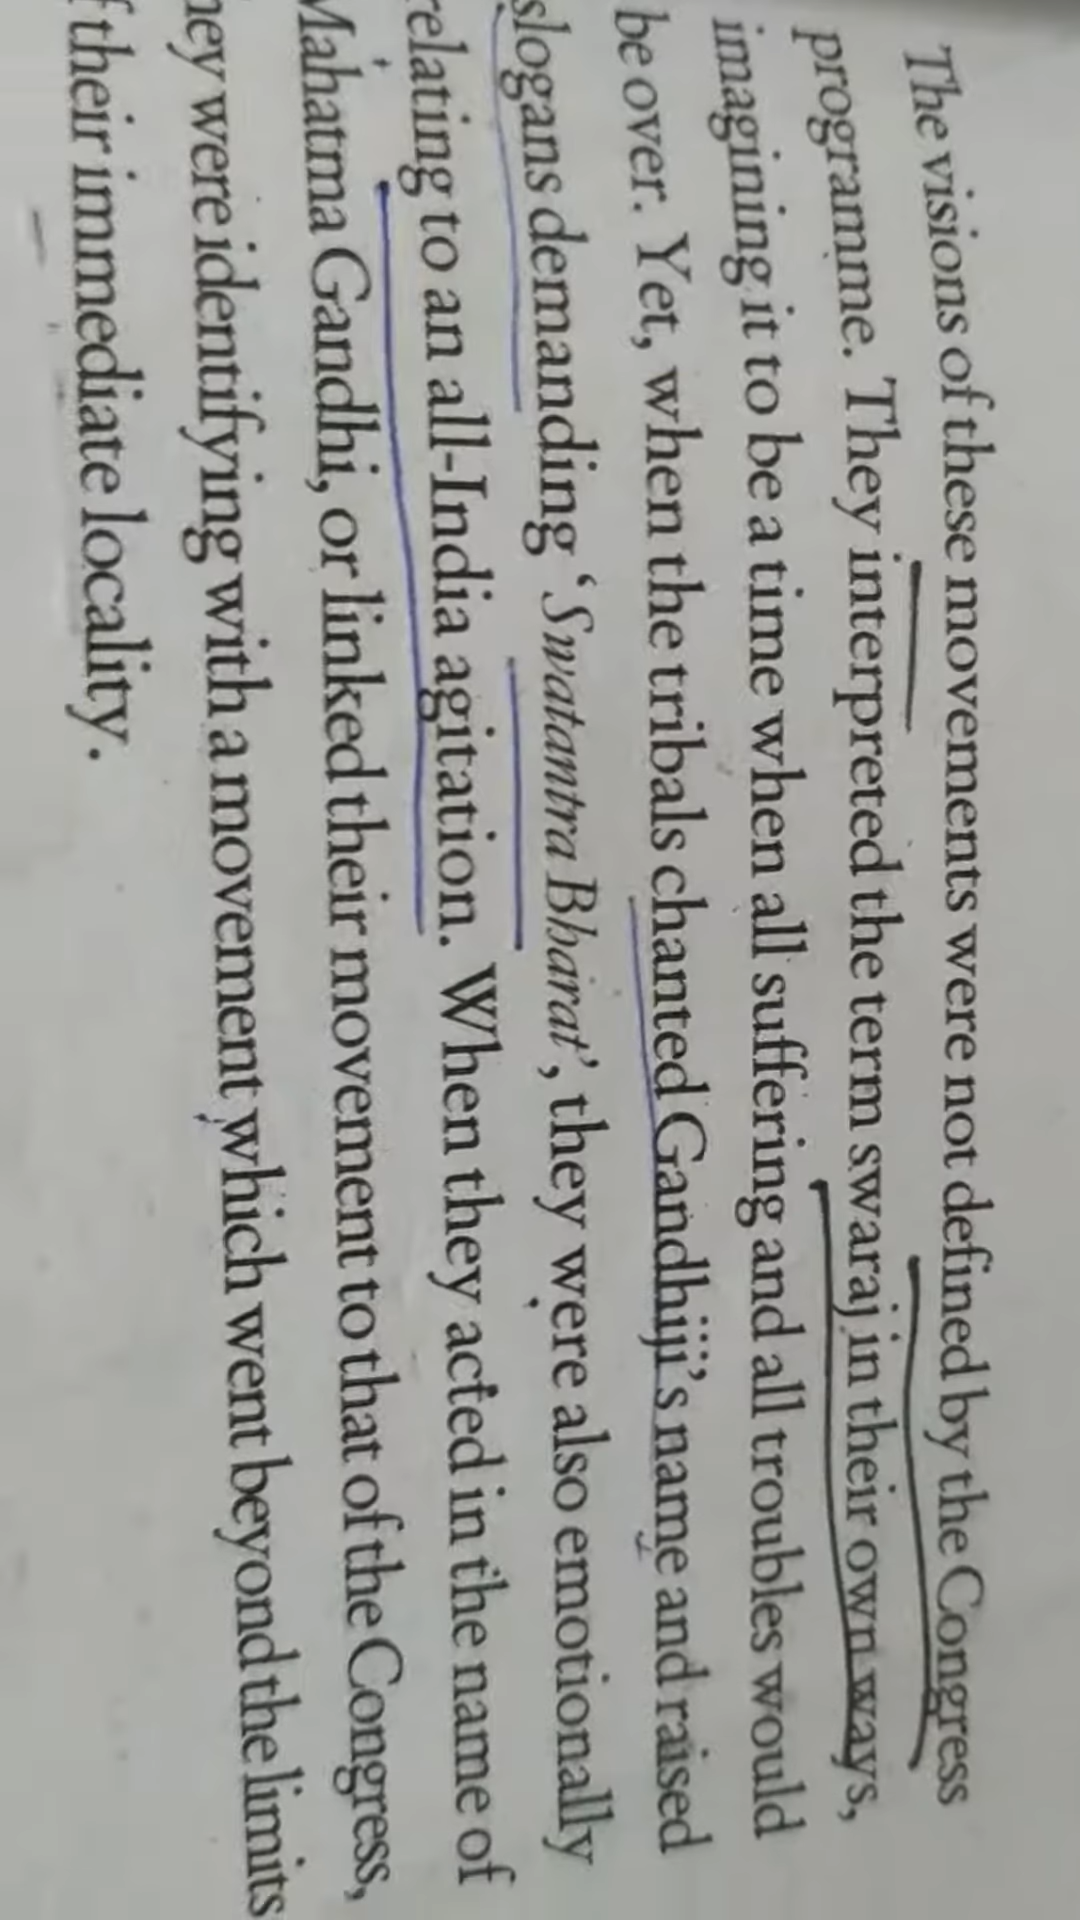 The visions of these movements were not defined by the Congress
programme. They interpreted the term swaraj in their own ways,
imagining it to be a time when all suffering and all troubles would
be over. Yet, when the tribals chanted Gandhiji's name and raised
slogans demanding ‘Swatantra Bharat’, they were also emotionally
relating to an all-India agitation. When they acted in the name of
Mahatma Gandhi, or linked their movement to that of the Congress,
hey were identifying with a movement which went beyond the limits
f their immediate locality.